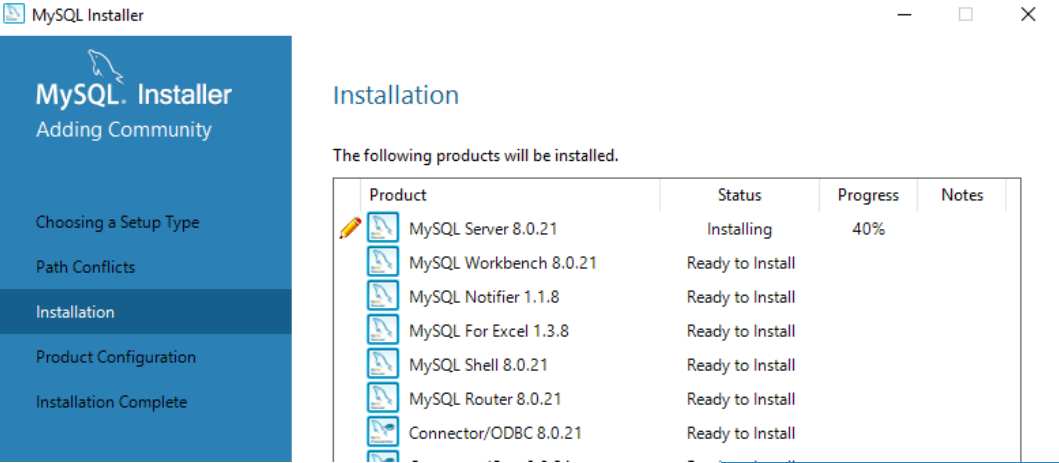 MySQL Installer
MySQL. Installer
Adding Community
Choosing a Setup Type
Path Conflicts
Installation
Product Configuration
Installation Complete
Installation
The following products will be installed.
Product Status Progress Notes
MySQL Server 8.0.21 Installing 40%
MySQL Workbench 8.0.21 Ready to Install
MySQL Notifier 1.1.8 Ready to Install
MySQL For Excel 1.3.8 Ready to Install
MySQL Shell 8.0.21 Ready to Install
MySQL Router 8.0.21 Ready to Install
Connector/ODBC 8.0.21 Ready to Install